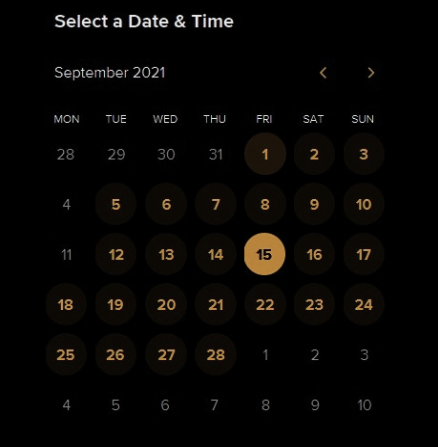 Select a Date & Time
September 2021
MON TUE WED THU FRI SAT SUN
28 29 30 31 1 2 3
4 5 6 7 8 9 10
11 12 13 14 15 16 17
18 19 20 21 22 23 24
25 26 27 28 1 2 3
4 5 6 7 8 9 10